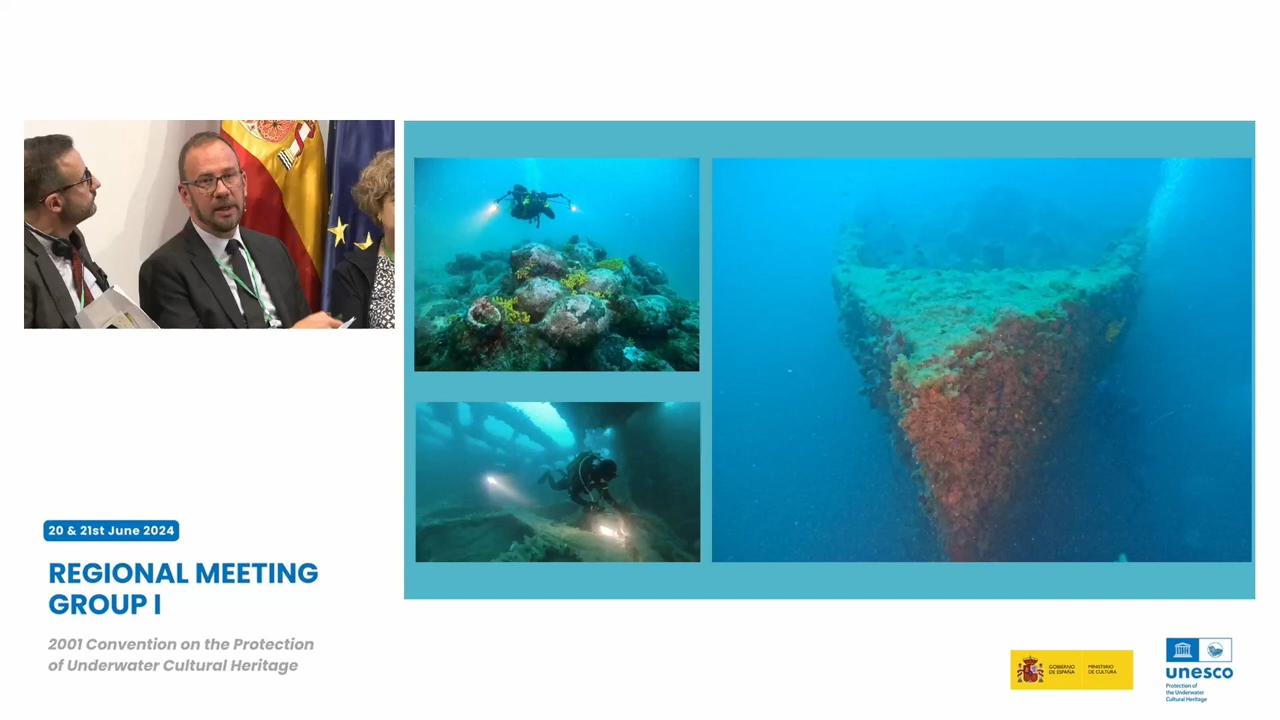 20 & 21st June 2024
REGIONAL MEETING
GROUP I
2001 Convention on the Protection
of Underwater Cultural Heritage
GOBIERNO
DE ESPAÑA
MINISTERIO
DE CULTURA
unesco
Protection of
the Underwater
Cultural Heritage